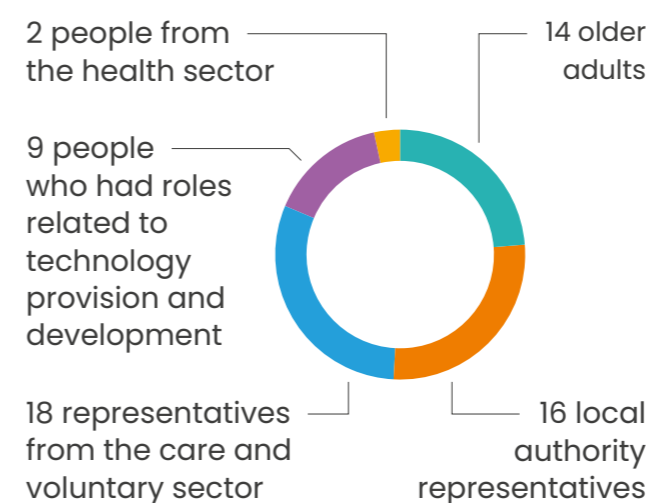 2 people from
the health sector
14 older
adults
9 people
who had roles
related to
technology
provision and
development
18 representatives
from the care and
voluntary sector
16 local
authority
representatives